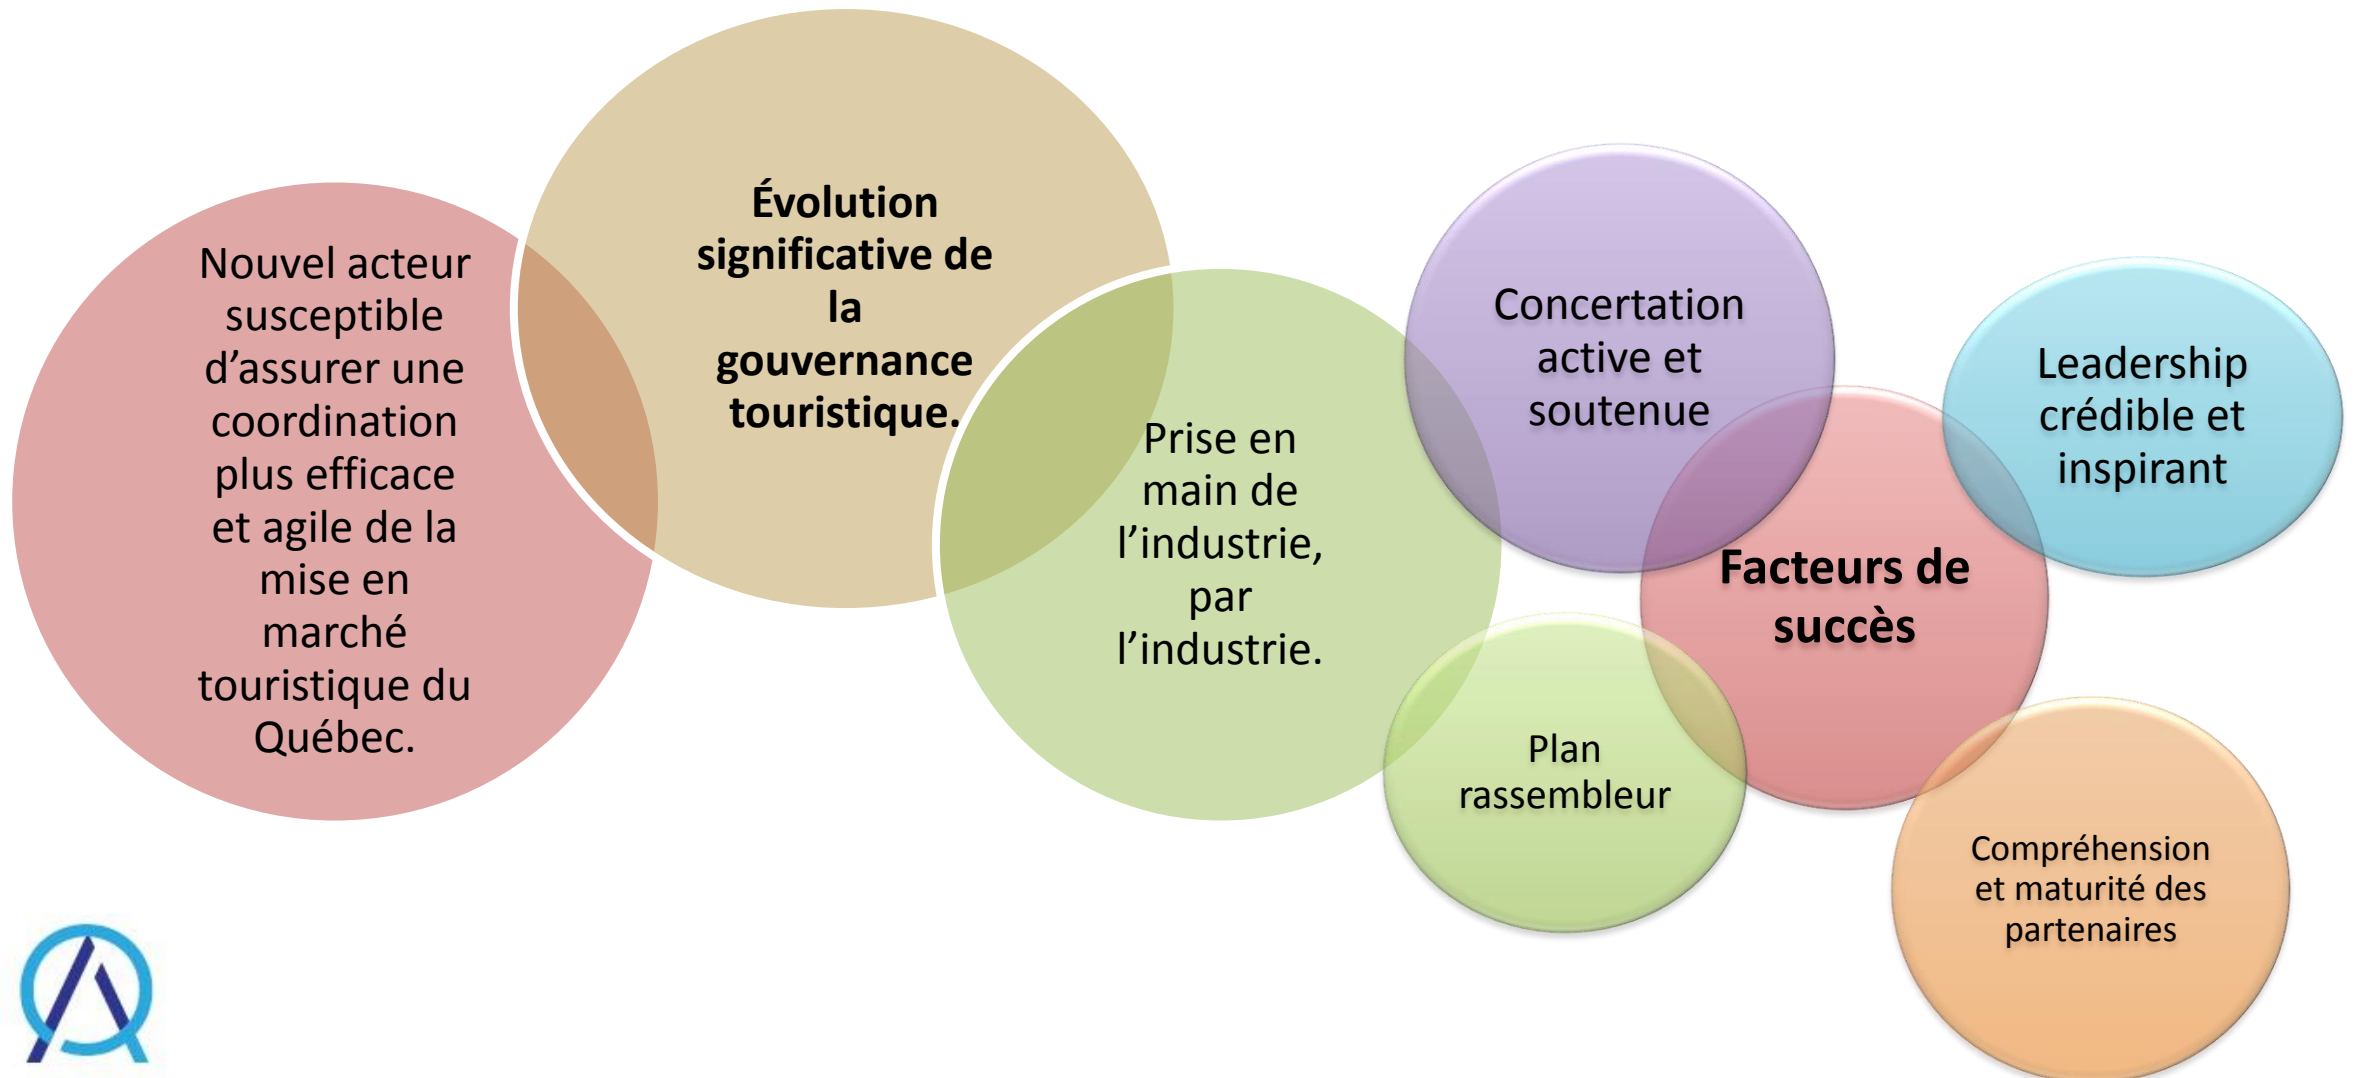 Nouvel acteur
susceptible
d’assurer une
coordination
plus efficace
et agile de la
mise en
marché
touristique du
Québec.
Évolution
significative de
la
gouvernance
touristique.
Prise en
main de
l’industrie,
par
l’industrie.
Concertation
active et
soutenue
Leadership
crédible et
inspirant
Facteurs de
succès
Plan
rassembleur
Compréhension
et maturité des
partenaires